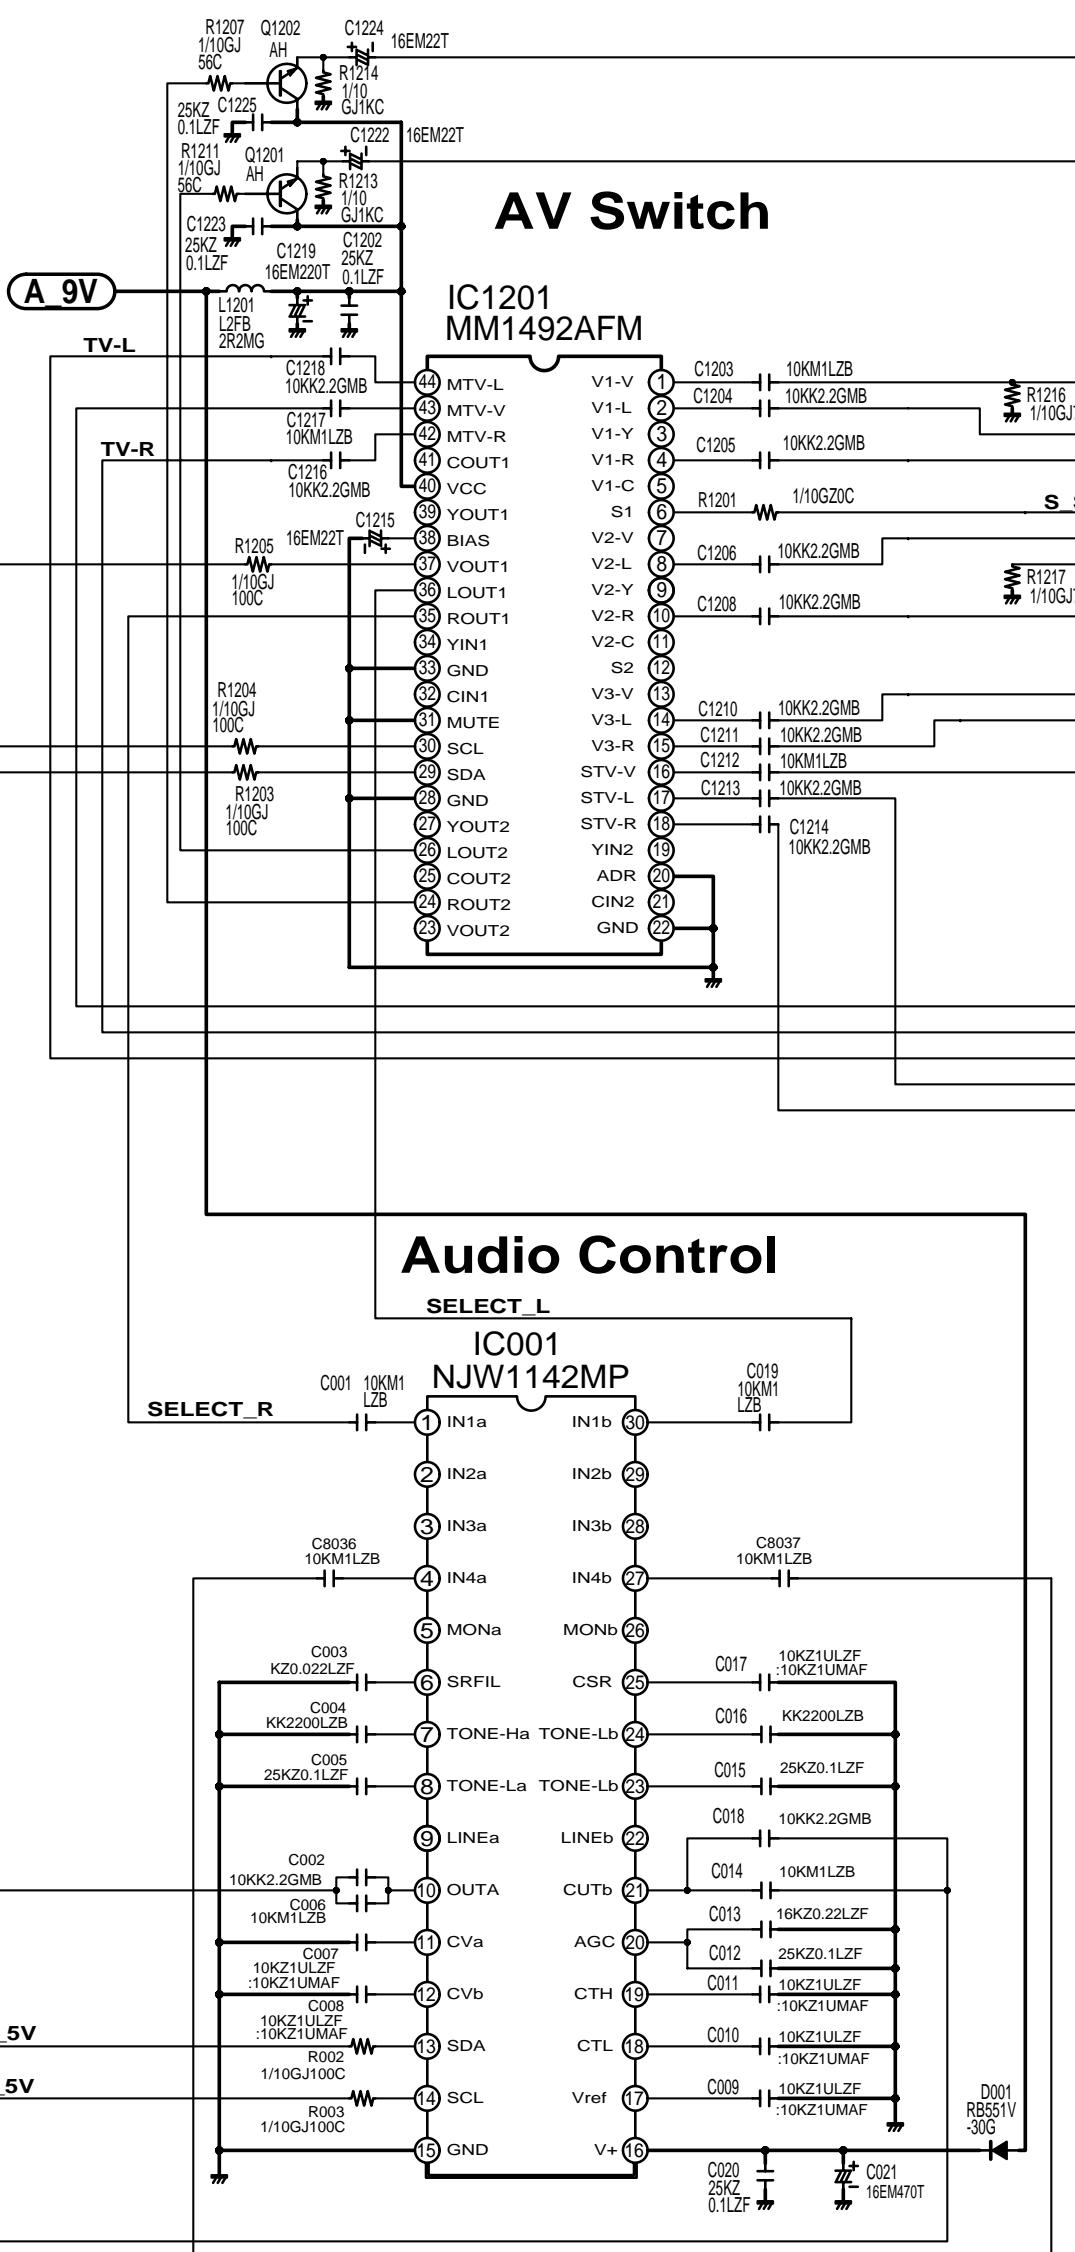 R1207
1/10GJ
56C
Q1202
AH
C1224
16EM22T
R1214
1/10
GJ1KC
25KZ
0.1LZF
C1225
R1211
1/10GJ
56C
Q1201
AH
C1222
16EM22T
R1213
1/10
GJ1KC
AV Switch
C1223
25KZ
0.1LZF
C1219
16EM220T
C1202
25KZ
0.1LZF
A_9V
L1201
L2FB
2R2MG
IC1201
MM1492AFM
TV-L
C1218
10KK2.2GMB
C1217
10KM1LZB
TV-R
C1216
10KK2.2GMB
16EM22T
C1215
R1205
1/10GJ
100C
R1204
1/10GJ
100C
R1203
1/10GJ
100C
44 MTV-L
43 MTV-V
42 MTV-R
41 COUT1
40 VCC
39 YOUT1
38 BIAS
37 VOUT1
36 LOUT1
35 ROUT1
34 YIN1
33 GND
32 CIN1
31 MUTE
30 SCL
29 SDA
28 GND
27 YOUT2
26 LOUT2
25 COUT2
24 ROUT2
23 VOUT2
V1-V 1
V1-L 2
V1-Y 3
V1-R 4
V1-C 5
S1 6
V2-V 7
V2-L 8
V2-Y 9
V2-R 10
V2-C 11
S2 12
V3-V 13
V3-L 14
V3-R 15
STV-V 16
STV-L 17
STV-R 18
YIN2 19
ADR 20
CIN2 21
GND 22
C1203 10KM1LZB
C1204 10KK2.2GMB
R1216
1/10GJ
C1205 10KK2.2GMB
R1201 1/10GZ0C
S_
C1206 10KK2.2GMB
R1217
1/10GJ
C1208 10KK2.2GMB
C1210 10KK2.2GMB
C1211 10KK2.2GMB
C1212 10KM1LZB
C1213 10KK2.2GMB
C1214
10KK2.2GMB
Audio Control
SELECT_L
IC001
NJW1142MP
SELECT_R
C001 10KM1
LZB
C019
10KM1
LZB
1 IN1a
2 IN2a
3 IN3a
4 IN4a
5 MONa
6 SRFIL
7 TONE-Ha
8 TONE-La
9 LINEa
10 OUTA
11 CVa
12 CVb
13 SDA
14 SCL
15 GND
IN1b 30
IN2b 29
IN3b 28
IN4b 27
MONb 26
CSR 25
TONE-Lb 24
TONE-Lb 23
LINEb 22
CUTb 21
AGC 20
CTH 19
CTL 18
Vref 17
V+ 16
C8036
10KM1LZB
C8037
10KM1LZB
C003
KZ0.022LZF
C004
KK2200LZB
C005
25KZ0.1LZF
C002
10KK2.2GMB
C006
10KM1LZB
C007
10KZ1ULZF
:10KZ1UMAF
C008
10KZ1ULZF
:10KZ1UMAF
_5V
R002
1/10GJ100C
_5V
R003
1/10GJ100C
C017 10KZ1ULZF
:10KZ1UMAF
C016 KK2200LZB
C015 25KZ0.1LZF
C018 10KK2.2GMB
C014 10KM1LZB
C013 16KZ0.22LZF
C012 25KZ0.1LZF
C011 10KZ1ULZF
:10KZ1UMAF
C010 10KZ1ULZF
:10KZ1UMAF
C009 10KZ1ULZF
:10KZ1UMAF
D001
RB551V
-30G
C020
25KZ
0.1LZF
C021
16EM470T